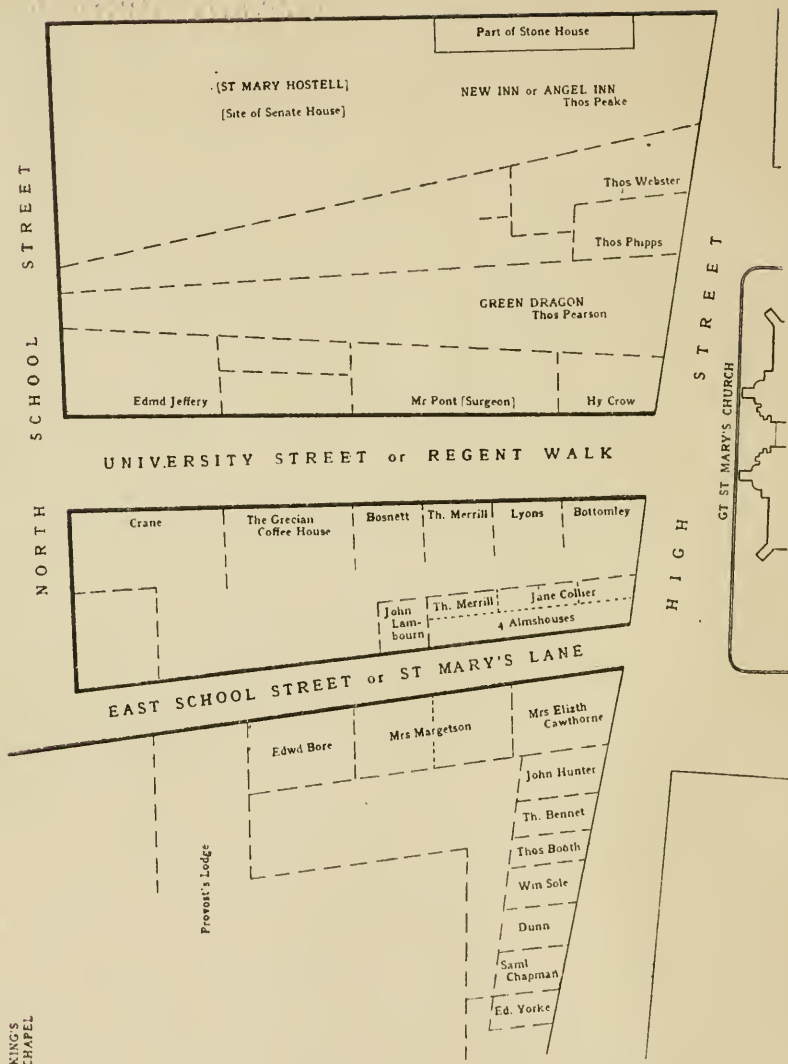 Part of Stone House
[ST MARY HOSTELL]
[Site of Senate House]
NEW INN or ANGEL INN
Thos Peake
Thos Webster
Thos Phipps
GREEN DRAGON
Thos Pearson
Edmd Jeffery
Mr Pont [Surgeon]
Hy Crow
NORTH SCHOOL STREET
UNIVERSITY STREET or REGENT WALK
HIGH STREET
GT ST MARY'S CHURCH
Crane
The Grecian
Coffee House
Bosnett
Th. Merrill
Lyons
Bottomley
John
Lam-
bourn
Th. Merrill
Jane Collier
4 Almshouses
EAST SCHOOL STREET or ST MARY'S LANE
Edwd Bore
Mrs Margetson
Mrs Elizth
Cawthorne
John Hunter
Th. Bennet
Thos Booth
Win Sole
Dunn
Saml
Chapman
Ed. Yorke
Provost's Lodge
KING'S
CHAPEL